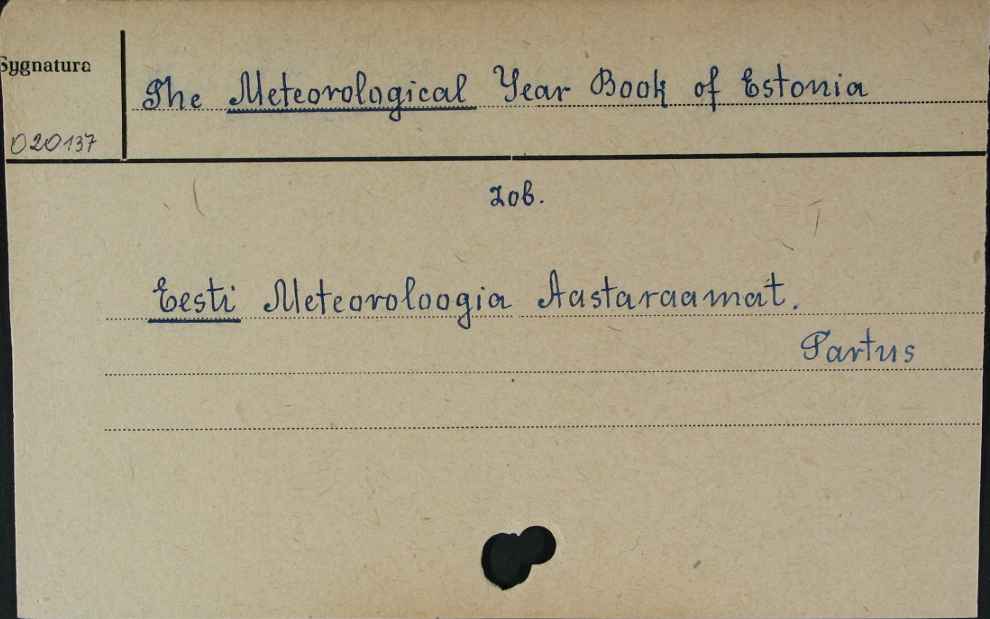 Sygnatura
The Meteorological Year Book of Estonia
020137
zob.
Eesti Meteoroloogia Aastaraamat.
Tartus